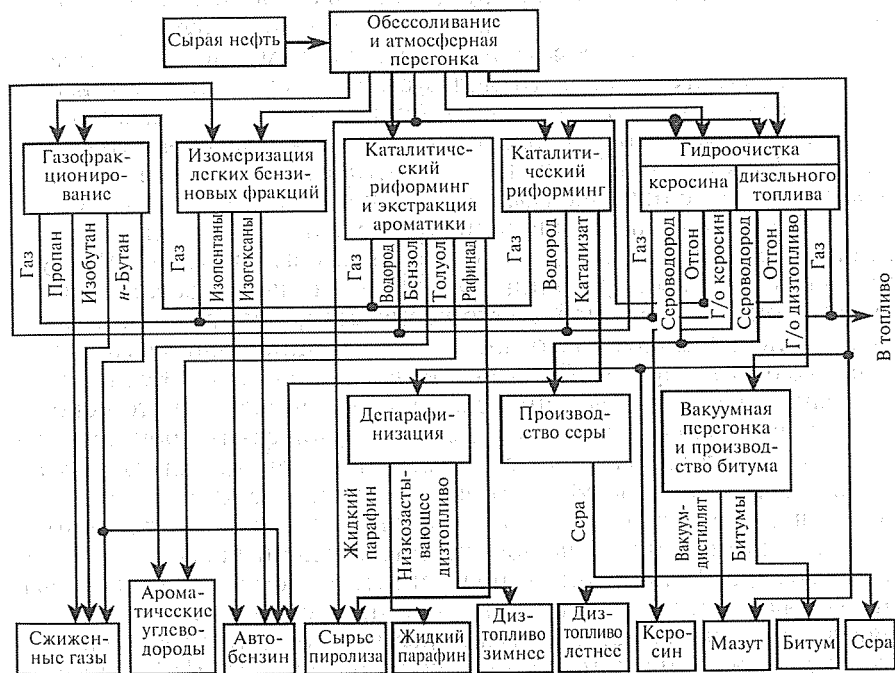 Сырая нефть
Обессоливание
и атмосферная
перегонка
Газофрак-
циониро-
вание
Изомеризация
легких бензи-
новых фракций
Каталитичес-
кий
риформинг
и экстракция
ароматики
Каталити-
ческий
риформинг
Гидроочистка
керосина
дизельного
топлива
Газ
Пропан
Изобутан
н-Бутан
Газ
Изопентаны
Изогексаны
Газ
Водород
Бензол
Толуол
Рафинад
Газ
Водород
Катализат
Газ
Сероводород
Отгон
Г/о керосин
Сероводород
Отгон
Г/о дизтопливо
Газ
В топливо
Депарафи-
низация
Производ-
ство серы
Вакуумная
перегонка
и производ-
ство битума
Жидкий
парафин
Низкозасты-
вающее
дизтопливо
Сера
Вакуум-
дистиллят
Битумы
Сжижен-
ные газы
Арома-
тические
углево-
дороды
Авто-
бензин
Сырье
пиролиза
Жидкий
парафин
Диз-
топливо
зимнее
Диз-
топливо
летнее
Керо-
син
Мазут
Битум
Сера